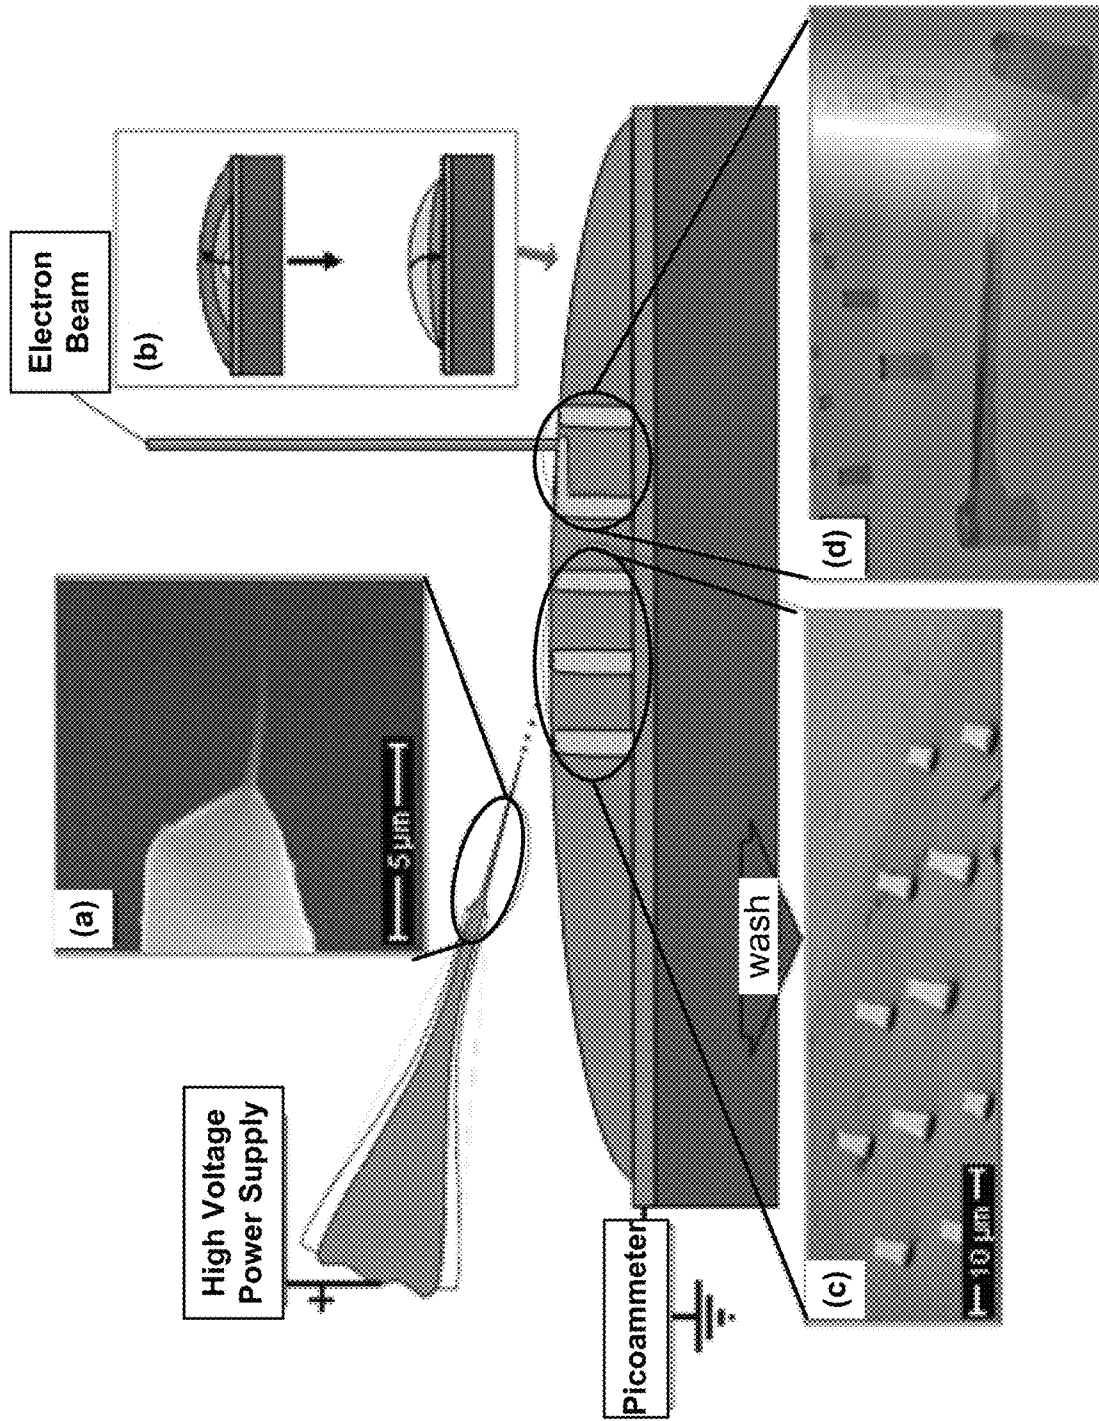 High Voltage
Power Supply
+
(a)
5 μm
Electron
Beam
(b)
Picoammeter
wash
(c)
10 μm
(d)